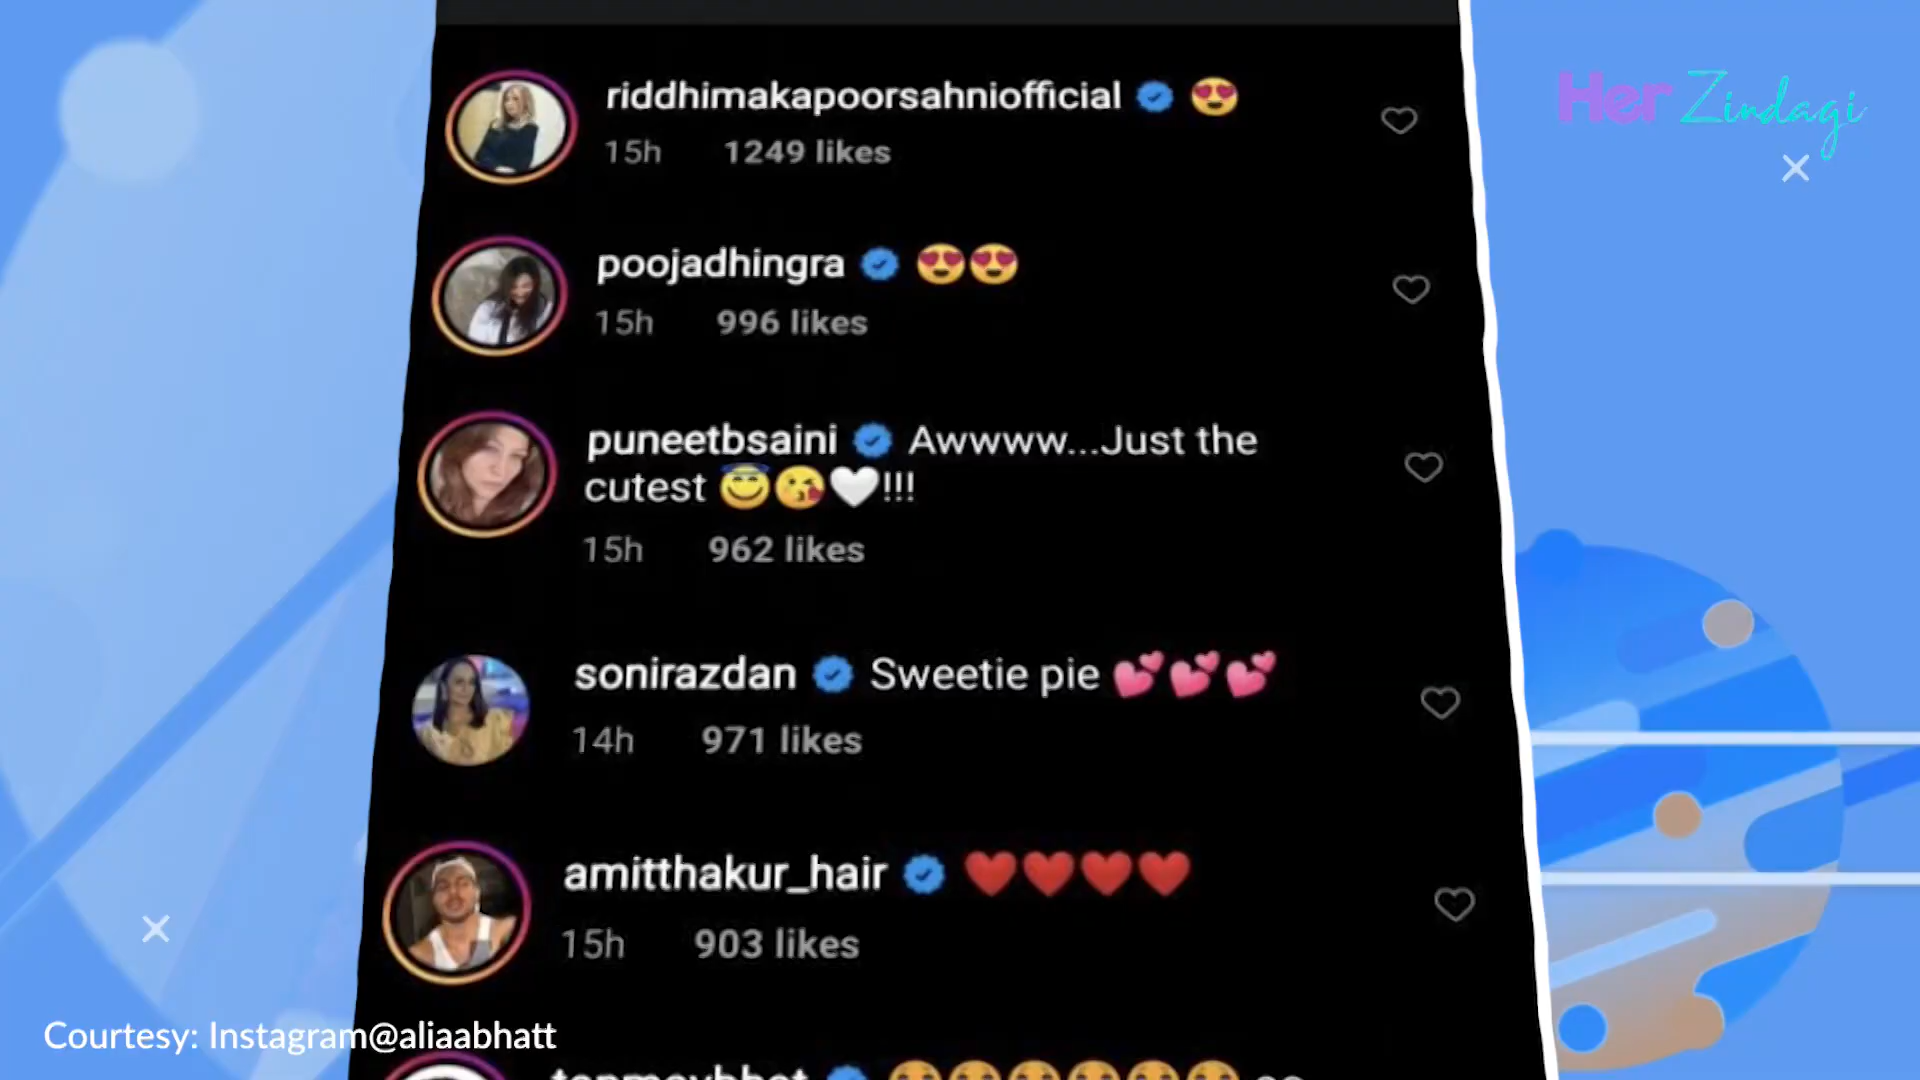 Her Zindagi
riddhimakapoorsahniofficial 😍
15h 1249 likes
poojadhingra 😍😍
15h 996 likes
puneetbsaini Awwww...Just the
cutest 😇😘🤍!!!
15h 962 likes
sonirazdan Sweetie pie 💕💕💕
14h 971 likes
amitthakur_hair ❤️❤️❤️❤️
15h 903 likes
Courtesy: Instagram@aliaabhatt